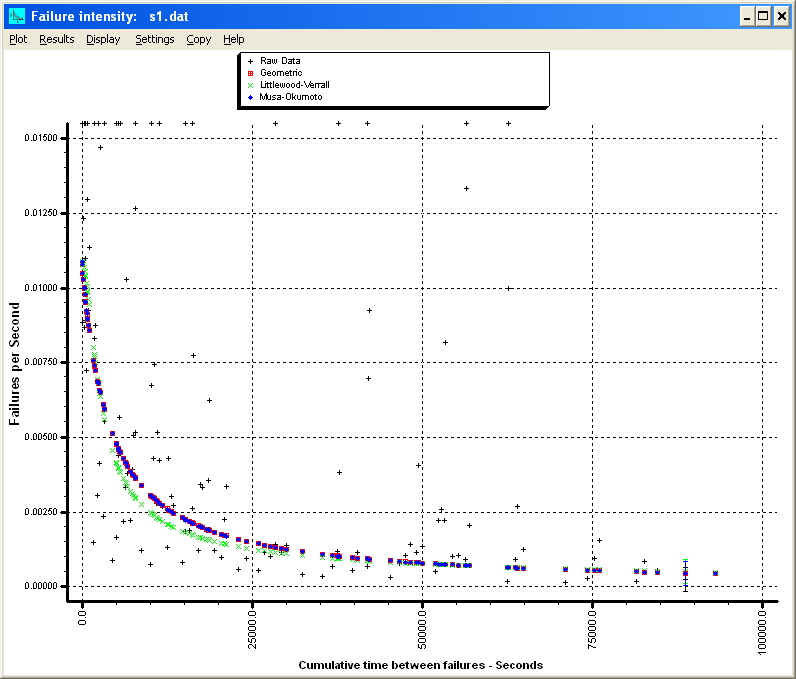 Failure intensity: s1.dat
Plot Results Display Settings Copy Help
Raw Data
Geometric
Littlewood-Verrall
Musa-Okumoto
0.01500
0.01250
0.01000
0.00750
0.00500
0.00250
0.00000
Failures per Second
0.0
25000.0
50000.0
75000.0
100000.0
Cumulative time between failures - Seconds